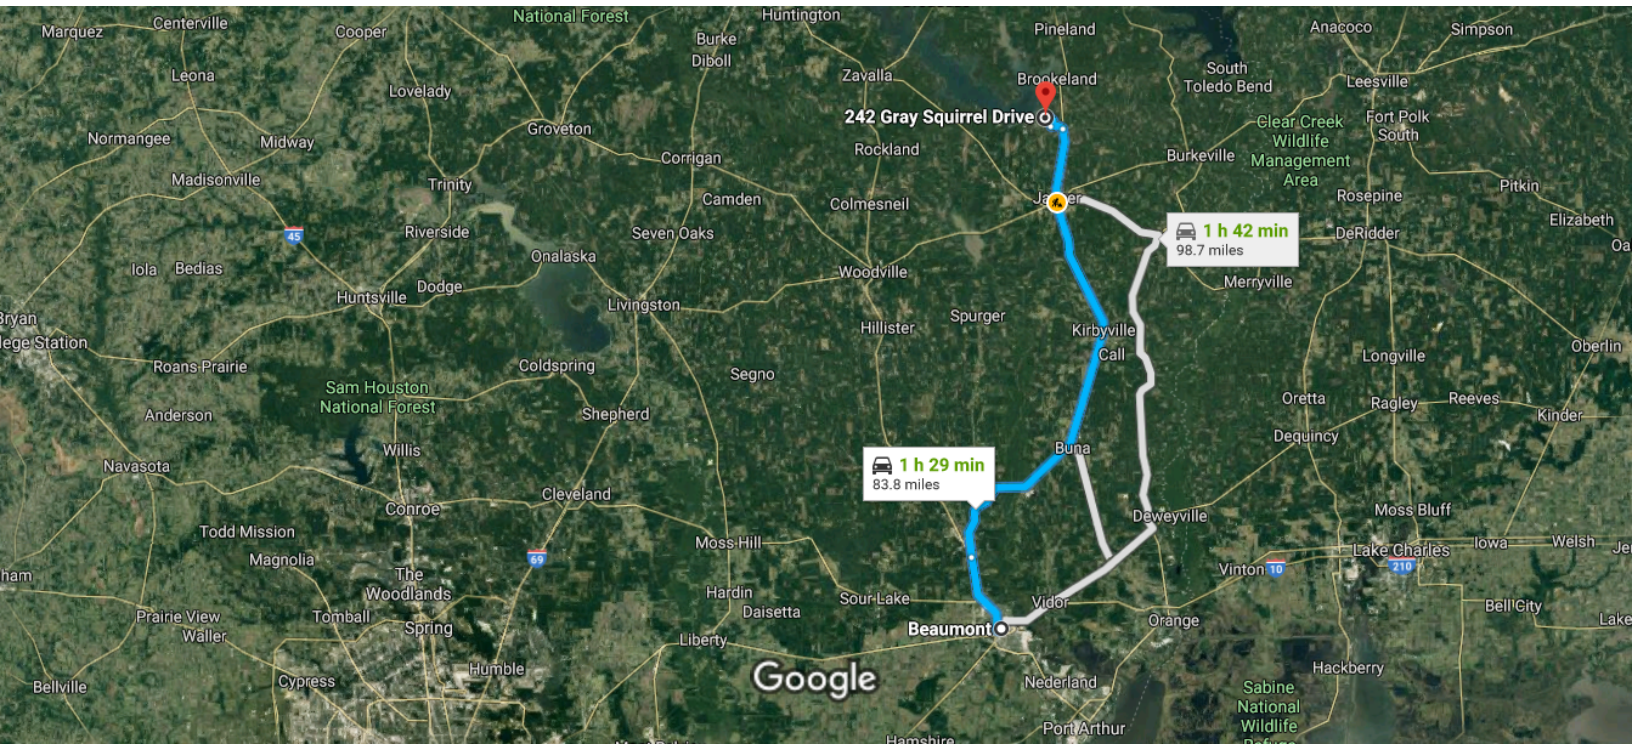 National Forest
Huntington
Pineland
Anacoco
Simpson
Marquez
Centerville
Cooper
Burke
Diboll
Zavalla
Brookeland
South
Toledo Bend
Leesville
Leona
Lovelady
242 Gray Squirrel Drive
Clear Creek
Wildlife
Management
Area
Fort Polk
South
Normangee
Midway
Groveton
Corrigan
Rockland
Burkeville
Madisonville
Trinity
Camden
Colmesneil
Rosepine
Pitkin
Elizabeth
45
Riverside
Seven Oaks
1 h 42 min
98.7 miles
DeRidder
Oa
Iola
Bedias
Onalaska
Woodville
Merryville
Huntsville
Dodge
Livingston
Bryan
lege Station
Hillister
Spurger
Kirbyville
Call
Longville
Oberlin
Roans Prairie
Coldspring
Segno
Sam Houston
National Forest
Anderson
Shepherd
Oretta
Ragley
Reeves
Kinder
Willis
Buna
Dequincy
Navasota
1 h 29 min
83.8 miles
Cleveland
Conroe
Deweyville
Moss Bluff
Todd Mission
Moss Hill
Lake Charles
Iowa
Welsh
Je
Magnolia
69
Vinton
10
210
ham
The
Woodlands
Hardin
Daisetta
Sour Lake
Vidor
Bell City
Lake
Prairie View
Waller
Tomball
Spring
Liberty
Beaumont
Orange
Humble
Google
Nederland
Hackberry
Bellville
Cypress
Port Arthur
Sabine
National
Wildlife
Hamshire